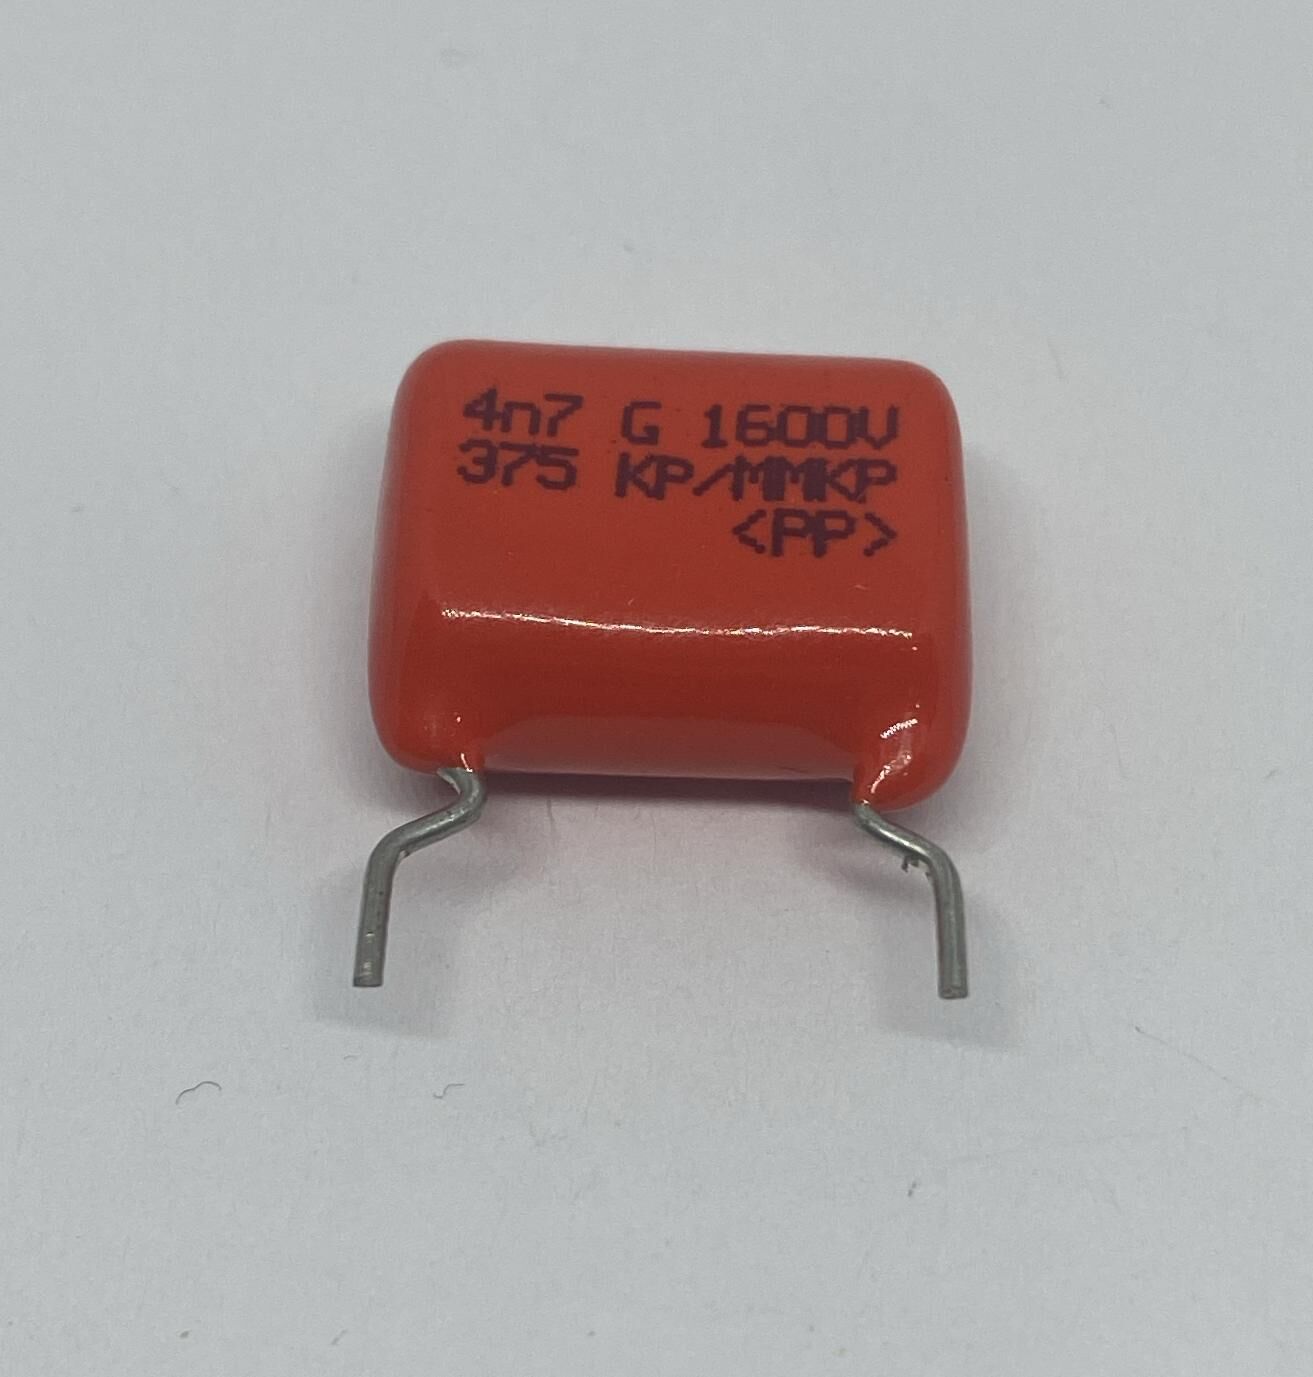 4n7 G 1600V
375 KP/MMKP
<PP>